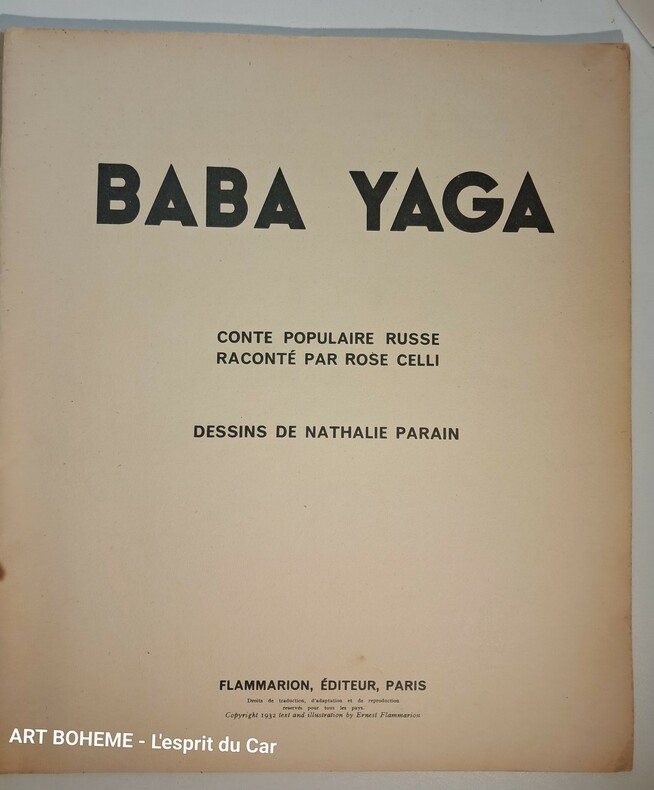 BABA YAGA
CONTE POPULAIRE RUSSE
RACONTÉ PAR ROSE CELLI
DESSINS DE NATHALIE PARAIN
FLAMMARION, ÉDITEUR, PARIS
Droits de traduction, d'adaptation et de reproduction
réservés pour tous les pays.
Copyright 1932 text and illustration by Ernest Flammarion
ART BOHEME - L'esprit du Car